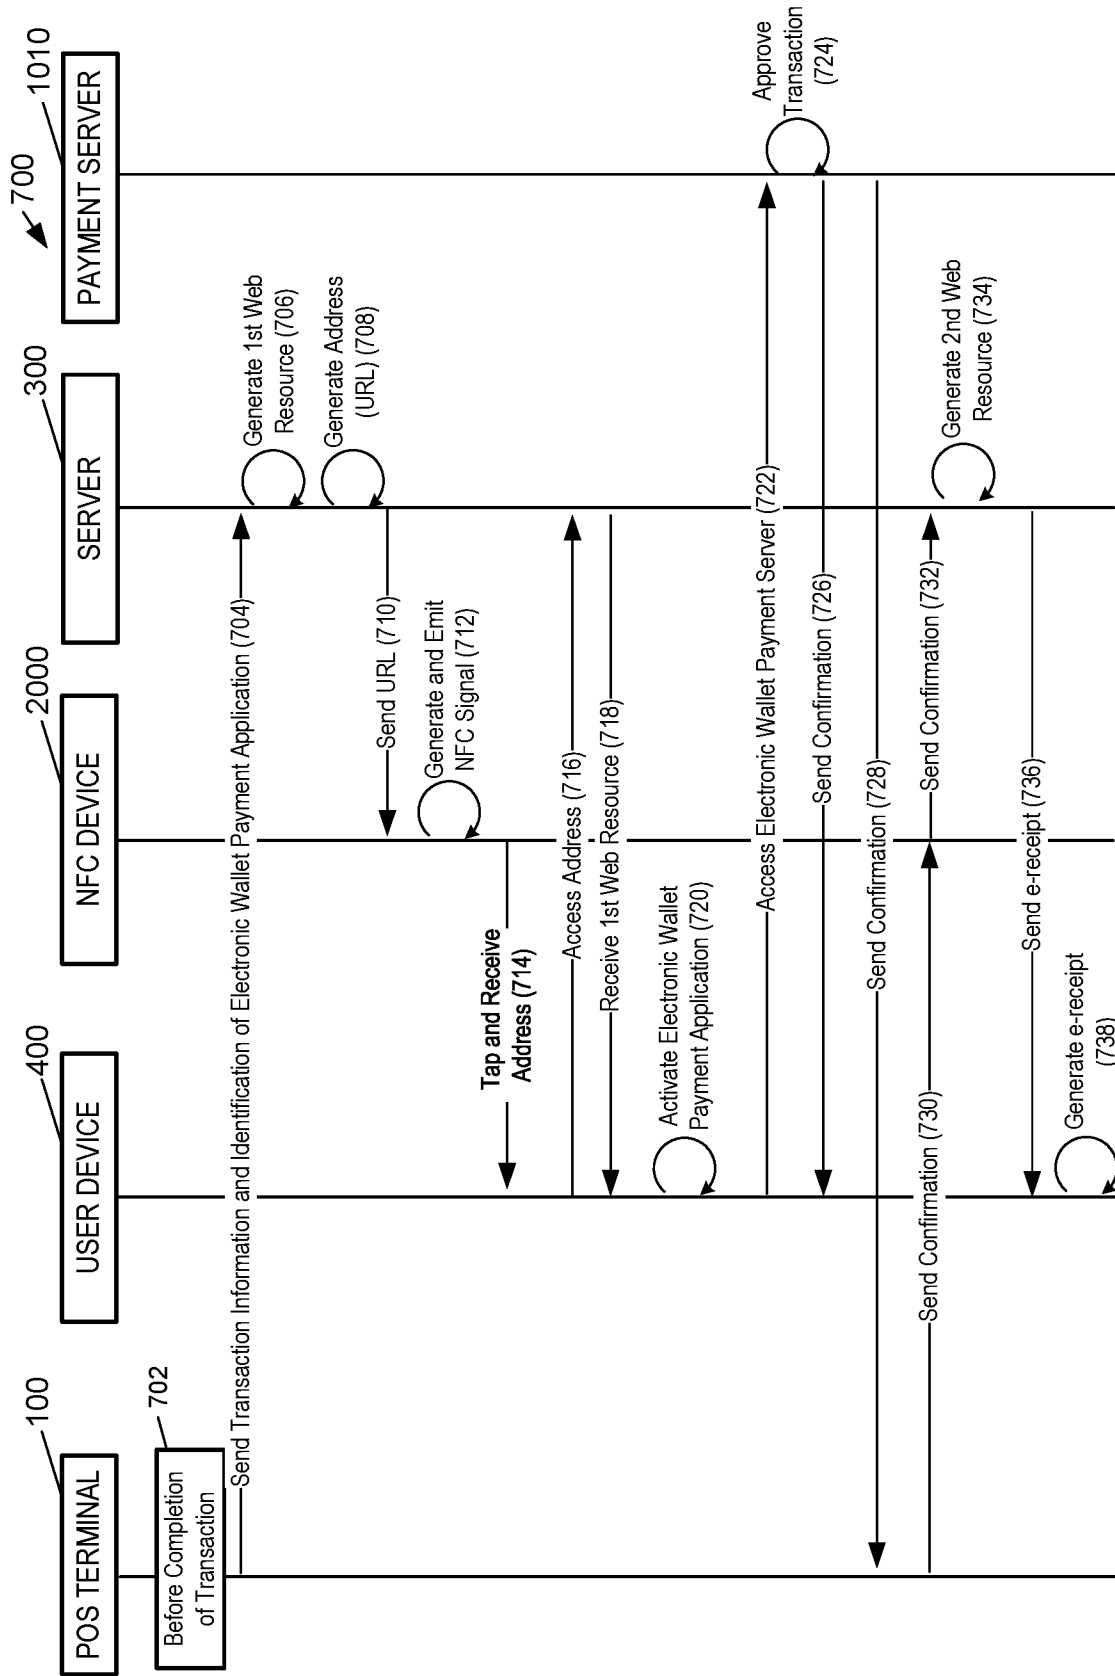 700
100
400
2000
300
1010
POS TERMINAL
USER DEVICE
NFC DEVICE
SERVER
PAYMENT SERVER
702
Before Completion
of Transaction
Send Transaction Information and Identification of Electronic Wallet Payment Application (704)
Generate 1st Web
Resource (706)
Generate Address
(URL) (708)
Send URL (710)
Generate and Emit
NFC Signal (712)
Tap and Receive
Address (714)
Access Address (716)
Receive 1st Web Resource (718)
Activate Electronic Wallet
Payment Application (720)
Access Electronic Wallet Payment Server (722)
Approve
Transaction
(724)
Send Confirmation (726)
Send Confirmation (728)
Send Confirmation (730)
Send Confirmation (732)
Generate 2nd Web
Resource (734)
Send e-receipt (736)
Generate e-receipt
(738)